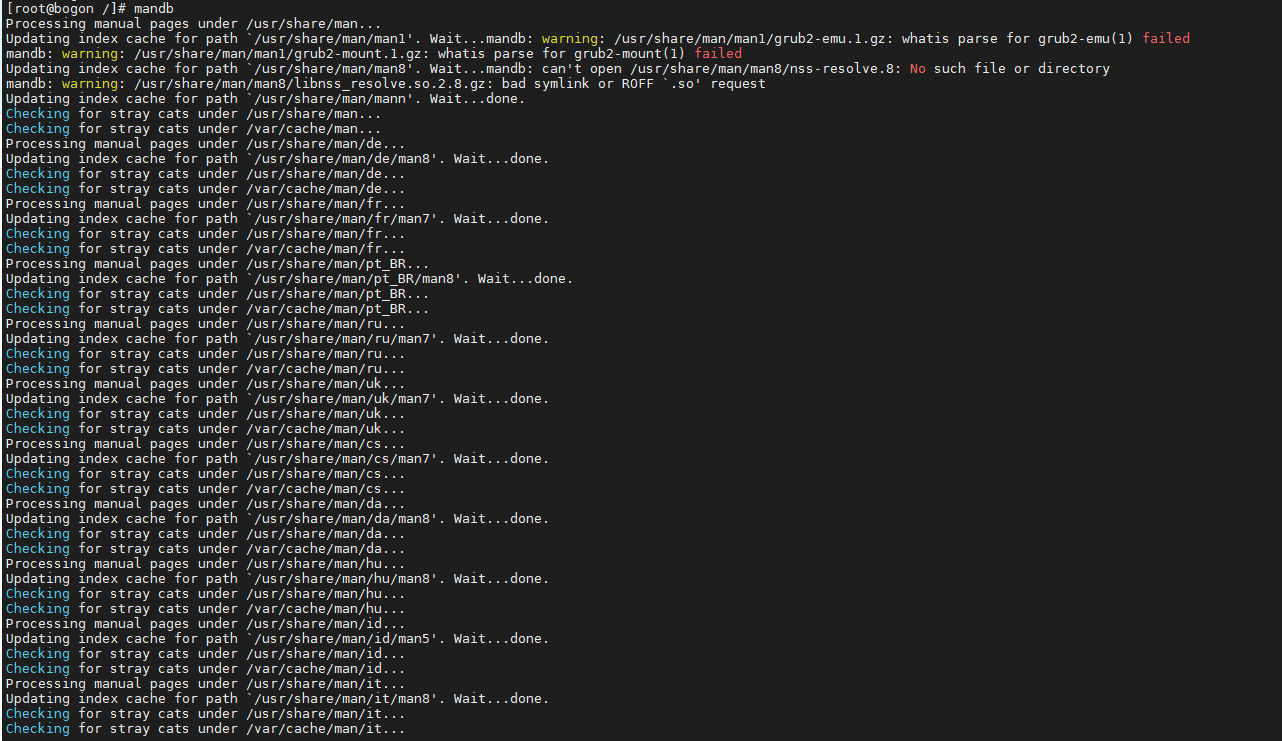 [root@bogon /]# mandb
Processing manual pages under /usr/share/man...
Updating index cache for path `/usr/share/man/man1'. Wait...mandb: warning: /usr/share/man/man1/grub2-emu.1.gz: whatis parse for grub2-emu(1) failed
mandb: warning: /usr/share/man/man1/grub2-mount.1.gz: whatis parse for grub2-mount(1) failed
Updating index cache for path `/usr/share/man/man8'. Wait...mandb: can't open /usr/share/man/man8/nss-resolve.8: No such file or directory
mandb: warning: /usr/share/man/man8/libnss_resolve.so.2.8.gz: bad symlink or ROFF `.so' request
Updating index cache for path `/usr/share/man/mann'. Wait...done.
Checking for stray cats under /usr/share/man...
Checking for stray cats under /var/cache/man...
Processing manual pages under /usr/share/man/de...
Updating index cache for path `/usr/share/man/de/man8'. Wait...done.
Checking for stray cats under /usr/share/man/de...
Checking for stray cats under /var/cache/man/de...
Processing manual pages under /usr/share/man/fr...
Updating index cache for path `/usr/share/man/fr/man7'. Wait...done.
Checking for stray cats under /usr/share/man/fr...
Checking for stray cats under /var/cache/man/fr...
Processing manual pages under /usr/share/man/pt_BR...
Updating index cache for path `/usr/share/man/pt_BR/man8'. Wait...done.
Checking for stray cats under /usr/share/man/pt_BR...
Checking for stray cats under /var/cache/man/pt_BR...
Processing manual pages under /usr/share/man/ru...
Updating index cache for path `/usr/share/man/ru/man7'. Wait...done.
Checking for stray cats under /usr/share/man/ru...
Checking for stray cats under /var/cache/man/ru...
Processing manual pages under /usr/share/man/uk...
Updating index cache for path `/usr/share/man/uk/man7'. Wait...done.
Checking for stray cats under /usr/share/man/uk...
Checking for stray cats under /var/cache/man/uk...
Processing manual pages under /usr/share/man/cs...
Updating index cache for path `/usr/share/man/cs/man7'. Wait...done.
Checking for stray cats under /usr/share/man/cs...
Checking for stray cats under /var/cache/man/cs...
Processing manual pages under /usr/share/man/da...
Updating index cache for path `/usr/share/man/da/man8'. Wait...done.
Checking for stray cats under /usr/share/man/da...
Checking for stray cats under /var/cache/man/da...
Processing manual pages under /usr/share/man/hu...
Updating index cache for path `/usr/share/man/hu/man8'. Wait...done.
Checking for stray cats under /usr/share/man/hu...
Checking for stray cats under /var/cache/man/hu...
Processing manual pages under /usr/share/man/id...
Updating index cache for path `/usr/share/man/id/man5'. Wait...done.
Checking for stray cats under /usr/share/man/id...
Checking for stray cats under /var/cache/man/id...
Processing manual pages under /usr/share/man/it...
Updating index cache for path `/usr/share/man/it/man8'. Wait...done.
Checking for stray cats under /usr/share/man/it...
Checking for stray cats under /var/cache/man/it...